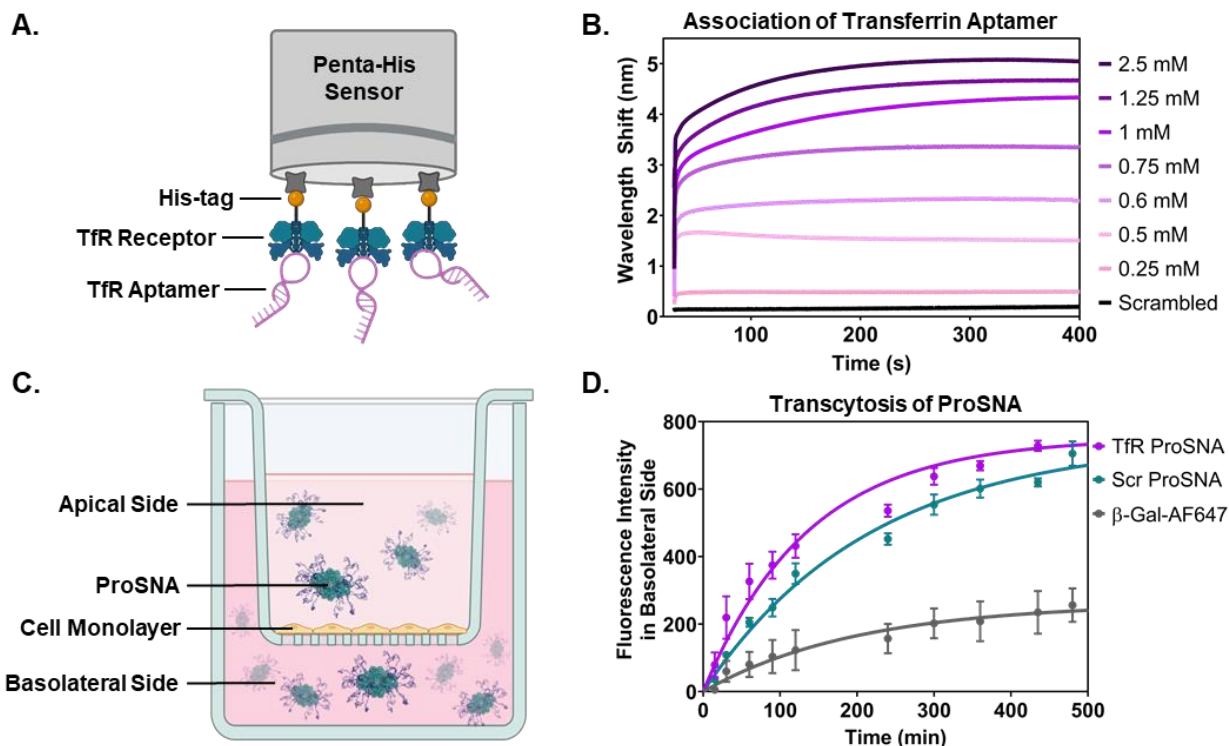 A.
Penta-His
Sensor
His-tag
TfR Receptor
TfR Aptamer
B.
Association of Transferrin Aptamer
Wavelength Shift (nm)
5
4
3
2
1
0
100
200
300
400
Time (s)
2.5 mM
1.25 mM
1 mM
0.75 mM
0.6 mM
0.5 mM
0.25 mM
Scrambled
C.
Apical Side
ProSNA
Cell Monolayer
Basolateral Side
D.
Transcytosis of ProSNA
Fluorescence Intensity
in Basolateral Side
800
600
400
200
0
0
100
200
300
400
500
Time (min)
TfR ProSNA
Scr ProSNA
β-Gal-AF647